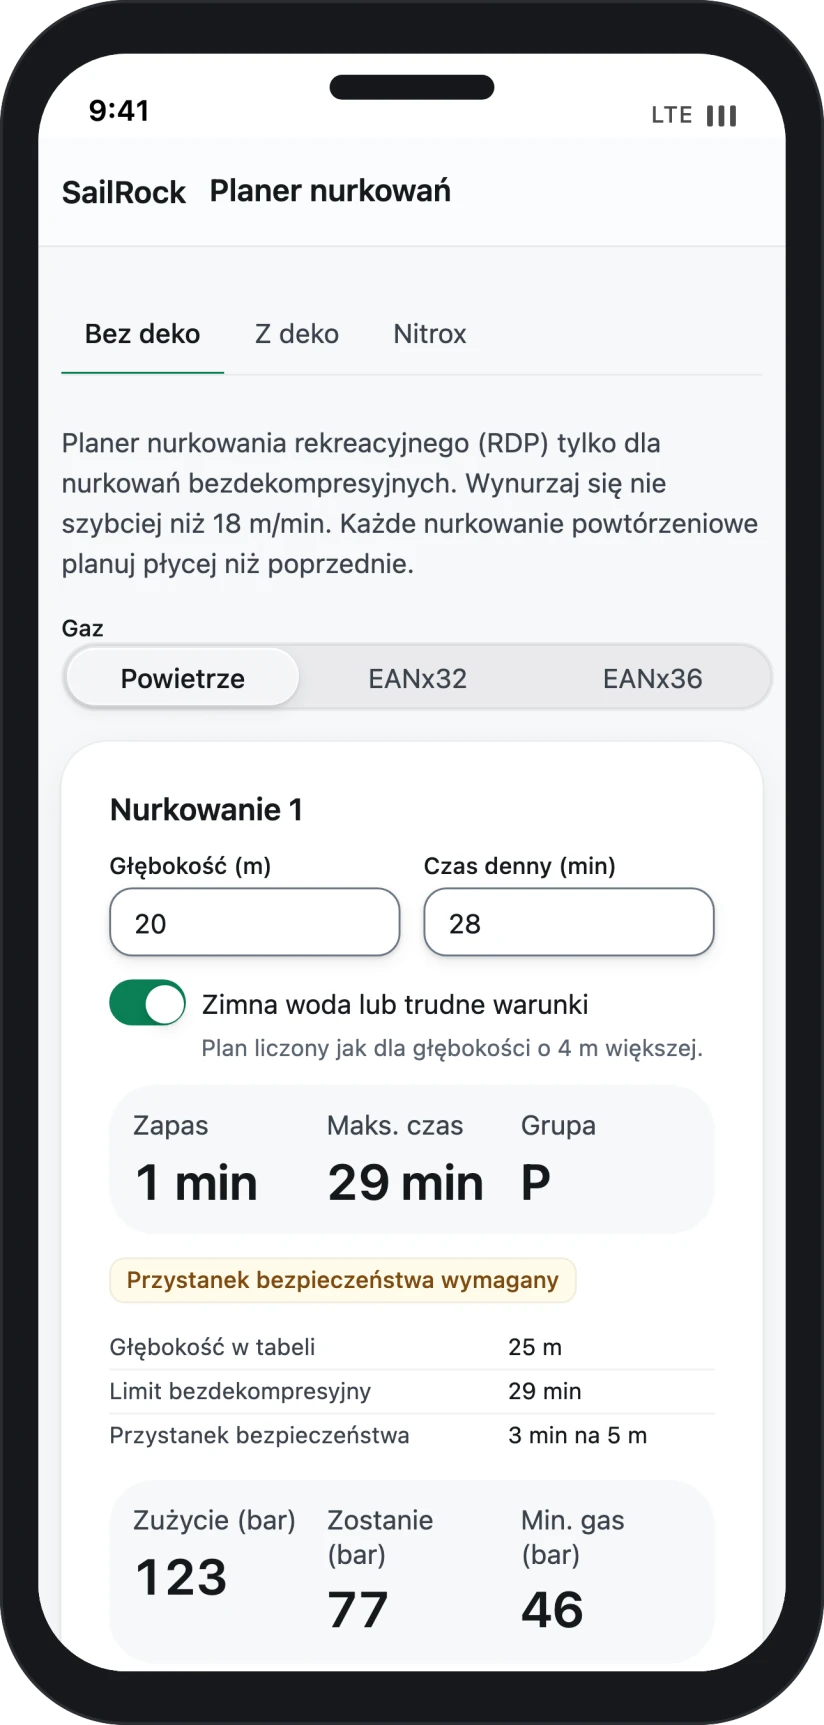 9:41
LTE
SailRock Planer nurkowań
Bez deko Z deko Nitrox
Planer nurkowania rekreacyjnego (RDP) tylko dla
nurkowań bezdekompresyjnych. Wynurzaj się nie
szybciej niż 18 m/min. Każde nurkowanie powtórzeniowe
planuj płycej niż poprzednie.
Gaz
Powietrze EANx32 EANx36
Nurkowanie 1
Głębokość (m) Czas denny (min)
20 28
Zimna woda lub trudne warunki
Plan liczony jak dla głębokości o 4 m większej.
Zapas Maks. czas Grupa
1 min 29 min P
Przystanek bezpieczeństwa wymagany
Głębokość w tabeli 25 m
Limit bezdekompresyjny 29 min
Przystanek bezpieczeństwa 3 min na 5 m
Zużycie (bar) Zostanie (bar) Min. gas (bar)
123 77 46